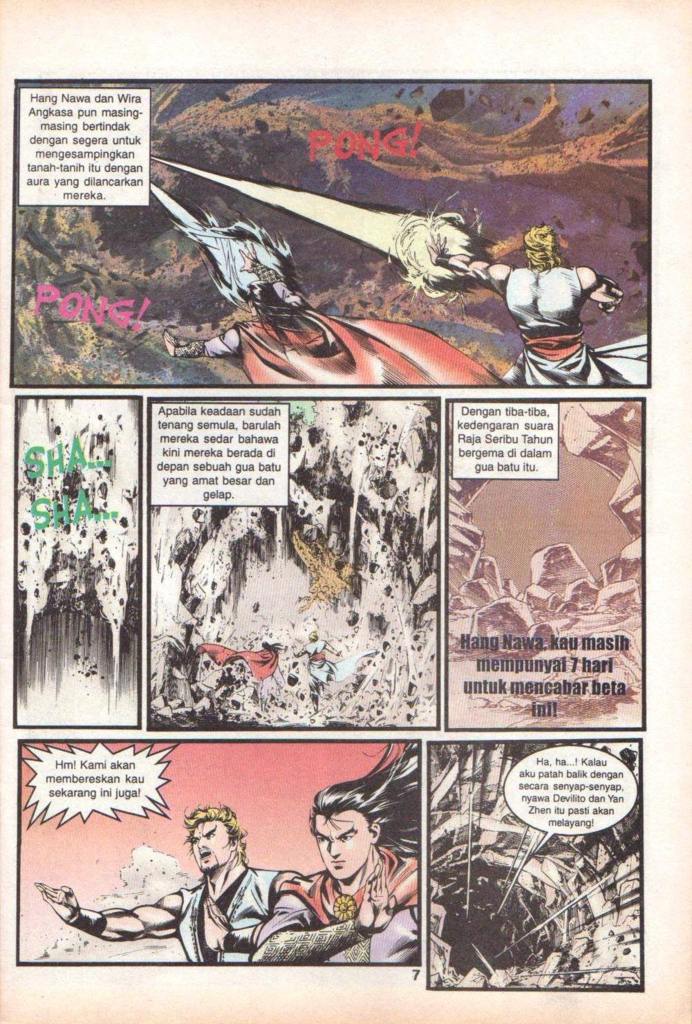 Hang Nawa dan Wira
Angkasa pun masing-
masing bertindak
dengan segera untuk
mengesampingkan
tanah-tanih itu dengan
aura yang dilancarkan
mereka.
PONG!
PONG!
SHA...
SHA...
Apabila keadaan sudah
tenang semula, barulah
mereka sedar bahawa
kini mereka berada di
depan sebuah gua batu
yang amat besar dan
gelap.
Dengan tiba-tiba,
kedengaran suara
Raja Seribu Tahun
bergema di dalam
gua batu itu.
Hang Nawa, kau masih
mempunyai 7 hari
untuk mencabar beta
ini!
Hm! Kami akan
membereskan kau
sekarang ini juga!
Ha, ha...! Kalau
aku patah balik dengan
secara senyap-senyap,
nyawa Devilito dan Yan
Zhen itu pasti akan
melayang!
7